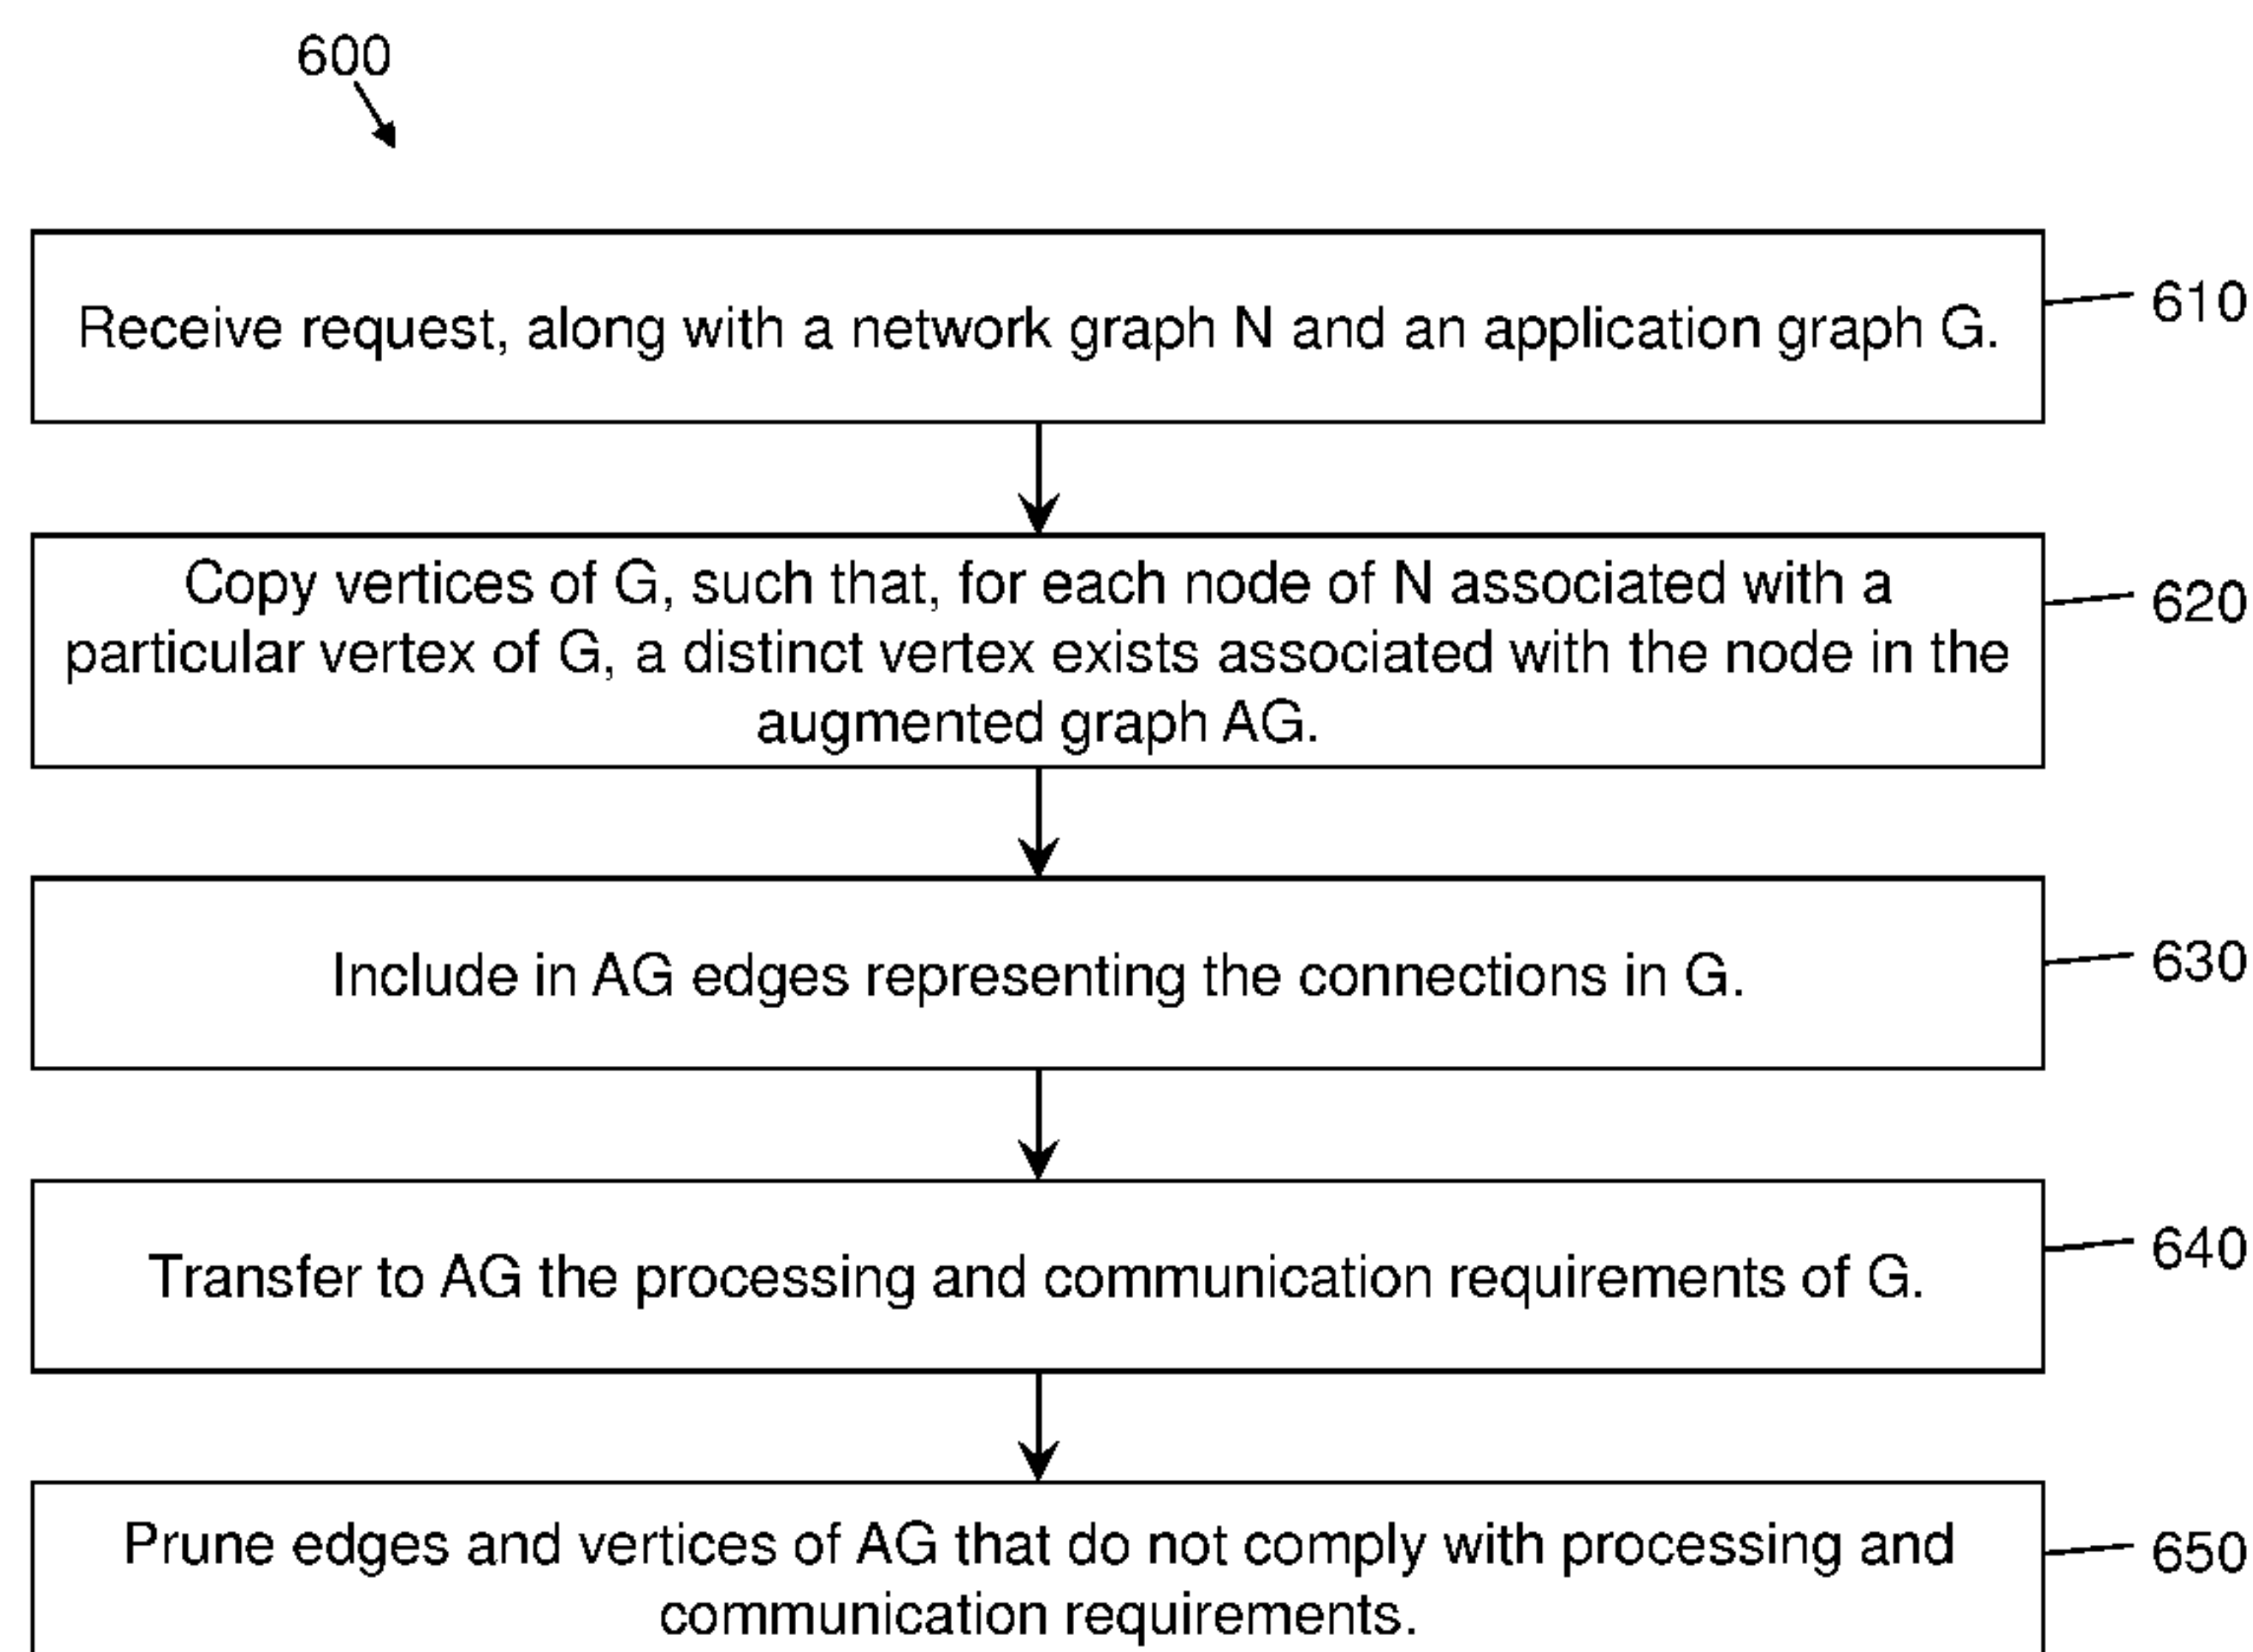 600
Receive request, along with a network graph N and an application graph G.
610
Copy vertices of G, such that, for each node of N associated with a
particular vertex of G, a distinct vertex exists associated with the node in the
augmented graph AG.
620
Include in AG edges representing the connections in G.
630
Transfer to AG the processing and communication requirements of G.
640
Prune edges and vertices of AG that do not comply with processing and
communication requirements.
650